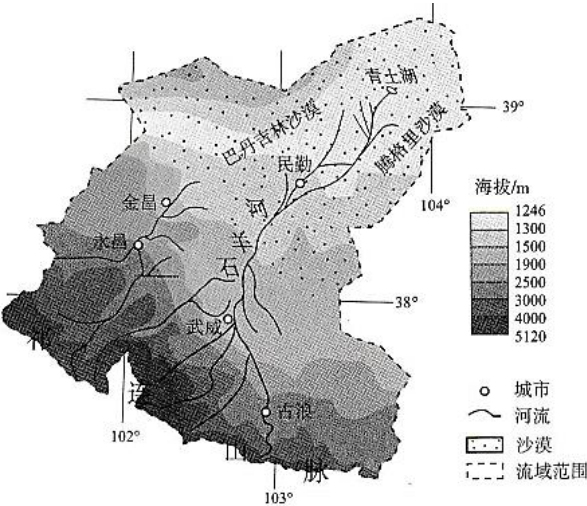 青土湖
39°
巴丹吉林沙漠
腾格里沙漠
民勤
104°
海拔/m
1246
1300
1500
1900
2500
3000
4000
5120
金昌
河
羊
石
永昌
38°
武威
祁
连
山
脉
古浪
102°
103°
城市
河流
沙漠
流域范围